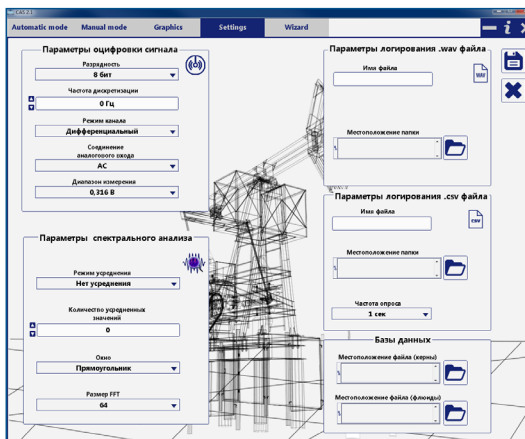 CAS 2.1
Automatic mode Manual mode Graphics Settings Wizard
Параметры оцифровки сигнала
Разрядность
8 бит
Частота дискретизации
0 Гц
Режим канала
Дифференциальный
Соединение
аналогового входа
AC
Диапазон измерения
0,316 В
Параметры спектрального анализа
Режим усреднения
Нет усреднения
Количество усредненных
значений
0
Окно
Прямоугольник
Размер FFT
64
Параметры логирования .wav файла
Имя файла
WAV
Местоположение папки
Параметры логирования .csv файла
Имя файла
csv
Местоположение папки
Частота опроса
1 сек
Базы данных
Местоположение файла (керны)
Местоположение файла (флюиды)